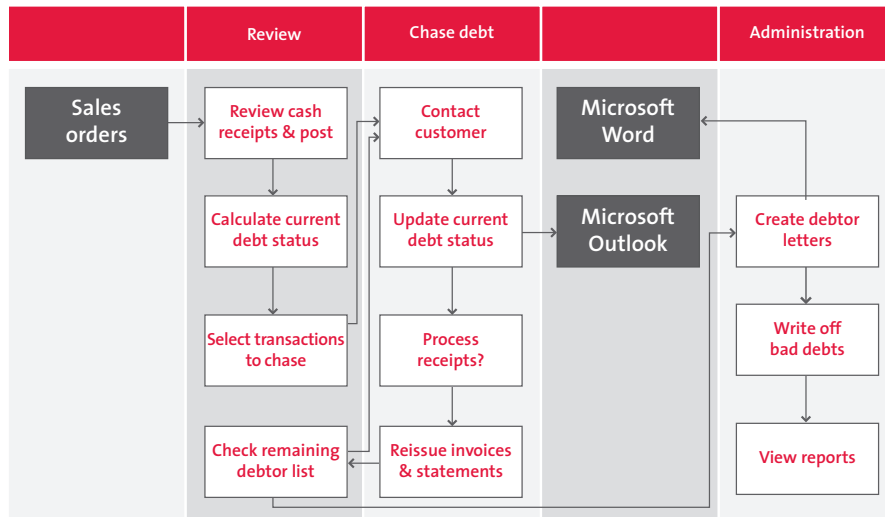 Review
Chase debt
Administration
Sales
orders
Review cash
receipts & post
Contact
customer
Microsoft
Word
Calculate current
debt status
Update current
debt status
Microsoft
Outlook
Create debtor
letters
Select transactions
to chase
Process
receipts?
Write off
bad debts
Check remaining
debtor list
Reissue invoices
& statements
View reports